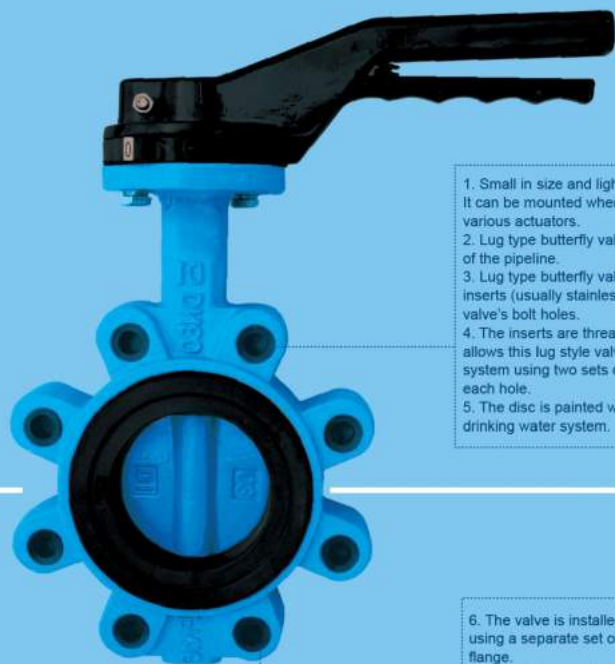 1. Small in size and ligh
It can be mounted whe
various actuators.
2. Lug type butterfly val
of the pipeline.
3. Lug type butterfly val
inserts (usually stainles
valve's bolt holes.
4. The inserts are threa
allows this lug style valv
system using two sets
each hole.
5. The disc is painted w
drinking water system.
DN80
6. The valve is installe
using a separate set o
flange.